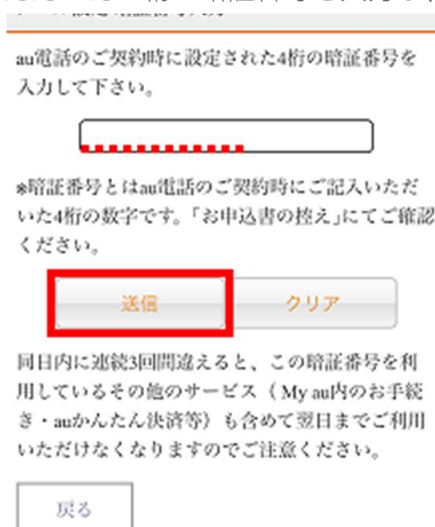 au電話のご契約時に設定された4桁の暗証番号を
入力して下さい。
※暗証番号とはau電話のご契約時にご記入いただ
いた4桁の数字です。「お申込書の控え」にてご確認
ください。
送信 クリア
同日内に連続3回間違えると、この暗証番号を利
用しているその他のサービス（My au内のお手続
き・auかんたん決済等）も含めて翌日までご利用
いただけなくなりますのでご注意ください。
戻る